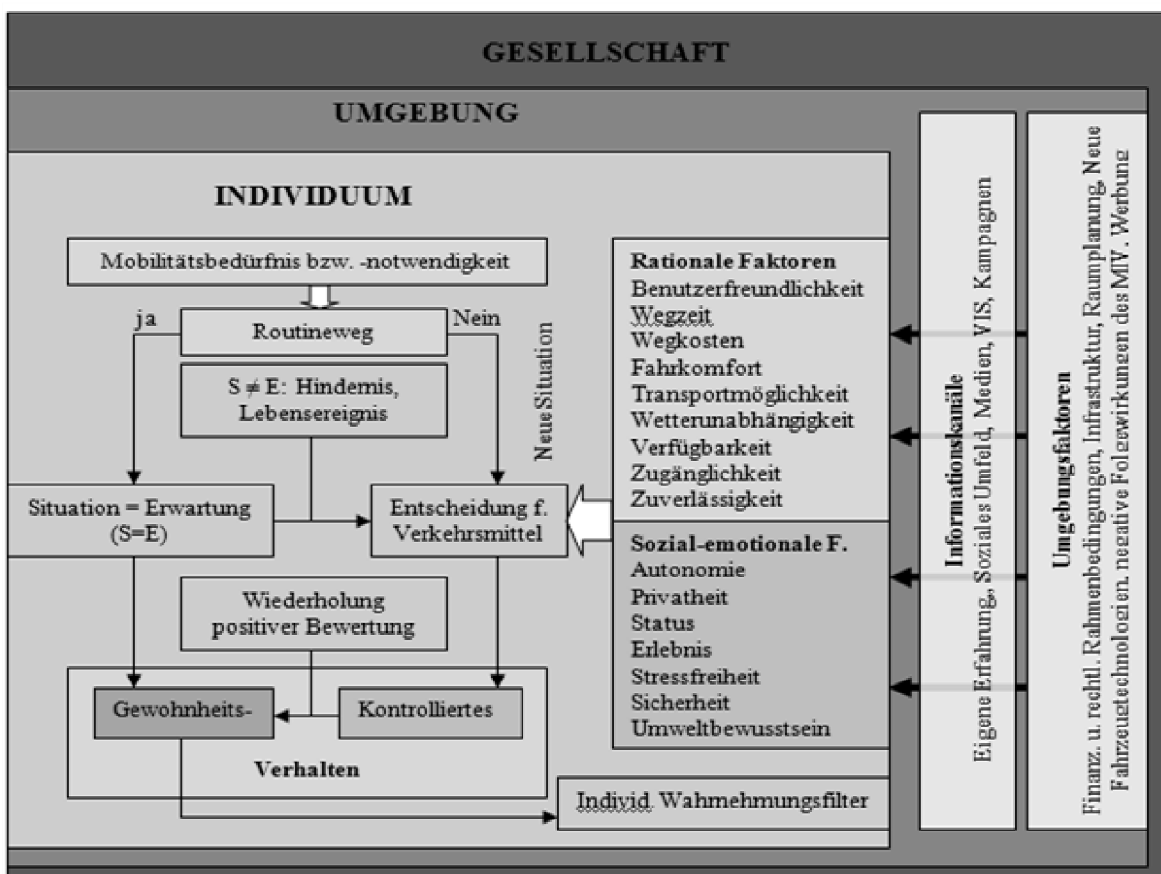 GESELLSCHAFT
UMGEBUNG
INDIVIDUUM
Mobilitätsbedürfnis bzw. -notwendigkeit
ja
Routineweg
Nein
S ≠ E: Hindernis,
Lebensereignis
Neue Situation
Situation = Erwartung
(S=E)
Entscheidung f.
Verkehrsmittel
Wiederholung
positiver Bewertung
Gewohnheits-
Kontrolliertes
Verhalten
Rationale Faktoren
Benutzerfreundlichkeit
Wegzeit
Wegkosten
Fahrkomfort
Transportmöglichkeit
Wetterunabhängigkeit
Verfügbarkeit
Zugänglichkeit
Zuverlässigkeit
Sozial-emotionale F.
Autonomie
Privatheit
Status
Erlebnis
Stressfreiheit
Sicherheit
Umweltbewusstsein
Individ. Wahrnehmungsfilter
Informationskanäle
Eigene Erfahrung,, Soziales Umfeld, Medien, VIS, Kampagnen
Umgebungsfaktoren
Finanz. u. rechtl. Rahmenbedingungen, Infrastruktur, Raumplanung, Neue
Fahrzeugtechnologien, negative Folgewirkungen des MIV, Werbung